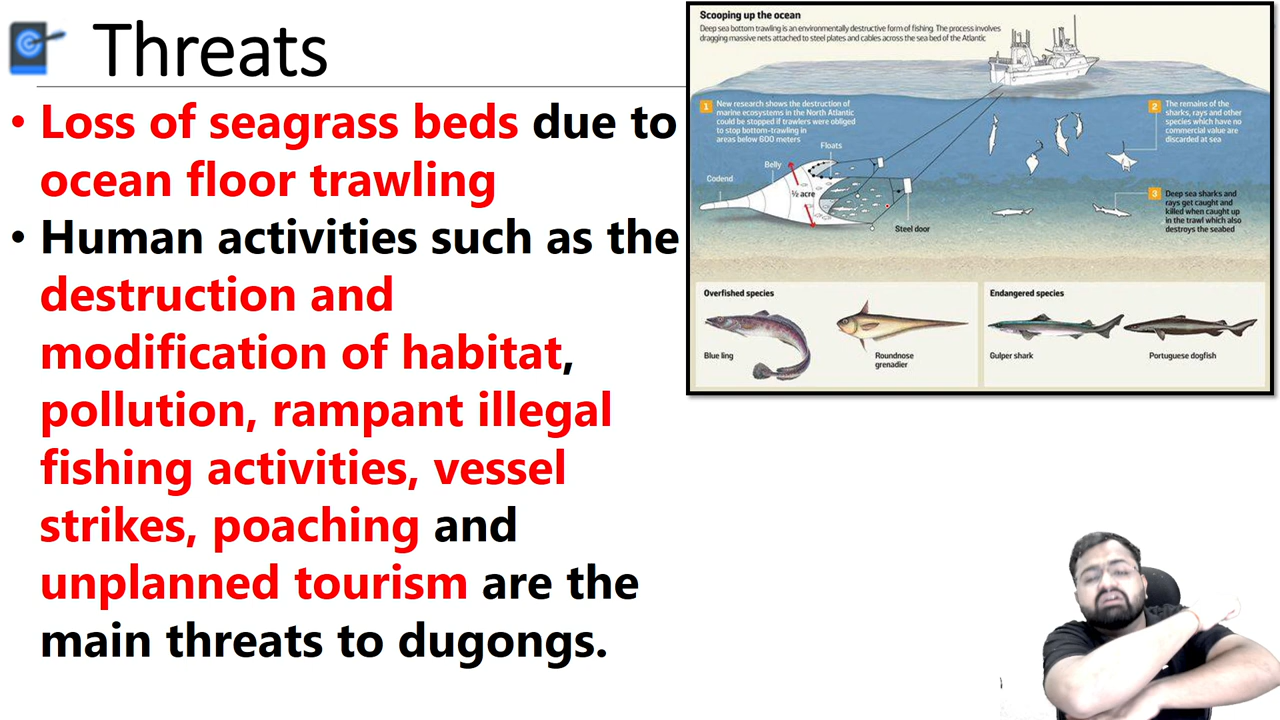 Threats
• Loss of seagrass beds due to
ocean floor trawling
• Human activities such as the
destruction and
modification of habitat,
pollution, rampant illegal
fishing activities, vessel
strikes, poaching and
unplanned tourism are the
main threats to dugongs.
Scooping up the ocean
Deep sea bottom trawling is an environmentally destructive form of fishing. The process involves
dragging massive nets attached to steel plates and cables across the sea bed of the Atlantic
1 New research shows the destruction of
marine ecosystems in the North Atlantic
could be stopped if trawlers were obliged
to stop bottom-trawling in
areas below 600 meters
2 The remains of the
sharks, rays and other
species which have no
commercial value are
discarded at sea
Floats
Belly
Codend
½ acre
Steel door
3 Deep sea sharks and
rays get caught and
killed when caught up
in the trawl which also
destroys the seabed
Overfished species
Blue ling
Roundnose
grenadier
Endangered species
Gulper shark
Portuguese dogfish